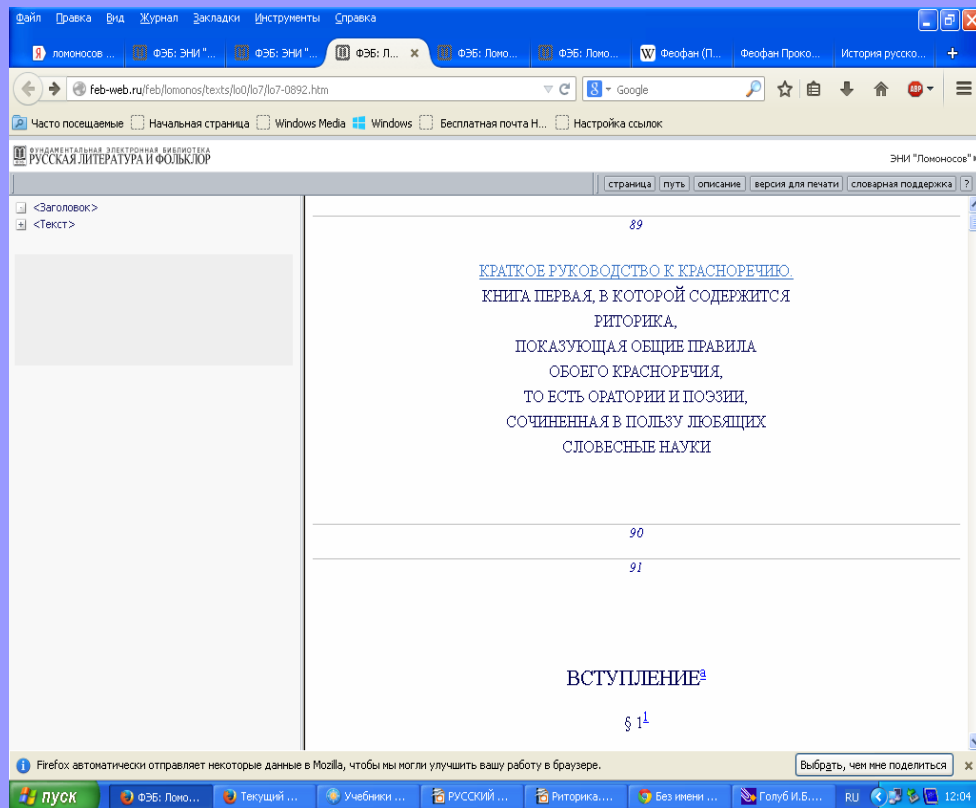 Файл Правка Вид Журнал Закладки Инструменты Справка
ломоносов ... ФЭБ: ЭНИ "... ФЭБ: ЭНИ "... ФЭБ: Л... ФЭБ: Ломо... ФЭБ: Ломо... Феофан (П... Феофан Проко... История русско...
feb-web.ru/feb/lomonos/texts/lo0/lo7/lo7-0892.htm Google ABP
Часто посещаемые Начальная страница Windows Media Windows Бесплатная почта H... Настройка ссылок
ФУНДАМЕНТАЛЬНАЯ ЭЛЕКТРОННАЯ БИБЛИОТЕКА
РУССКАЯ ЛИТЕРАТУРА И ФОЛЬКЛОР ЭНИ "Ломоносов"
страница путь описание версия для печати словарная поддержка ?
<Заголовок>
<Текст>
89
КРАТКОЕ РУКОВОДСТВО К КРАСНОРЕЧИЮ.
КНИГА ПЕРВАЯ, В КОТОРОЙ СОДЕРЖИТСЯ
РИТОРИКА,
ПОКАЗУЮЩАЯ ОБЩИЕ ПРАВИЛА
ОБОЕГО КРАСНОРЕЧИЯ,
ТО ЕСТЬ ОРАТОРИИ И ПОЭЗИИ,
СОЧИНЕННАЯ В ПОЛЬЗУ ЛЮБЯЩИХ
СЛОВЕСНЫЕ НАУКИ
90
91
ВСТУПЛЕНИЕа
§ 11
Firefox автоматически отправляет некоторые данные в Mozilla, чтобы мы могли улучшить вашу работу в браузере. Выбрать, чем мне поделиться
пуск ФЭБ: Ломо... Текущий ... Учебники ... РУССКИЙ ... Риторика.... Без имени ... Голуб И.Б.... RU 12:04